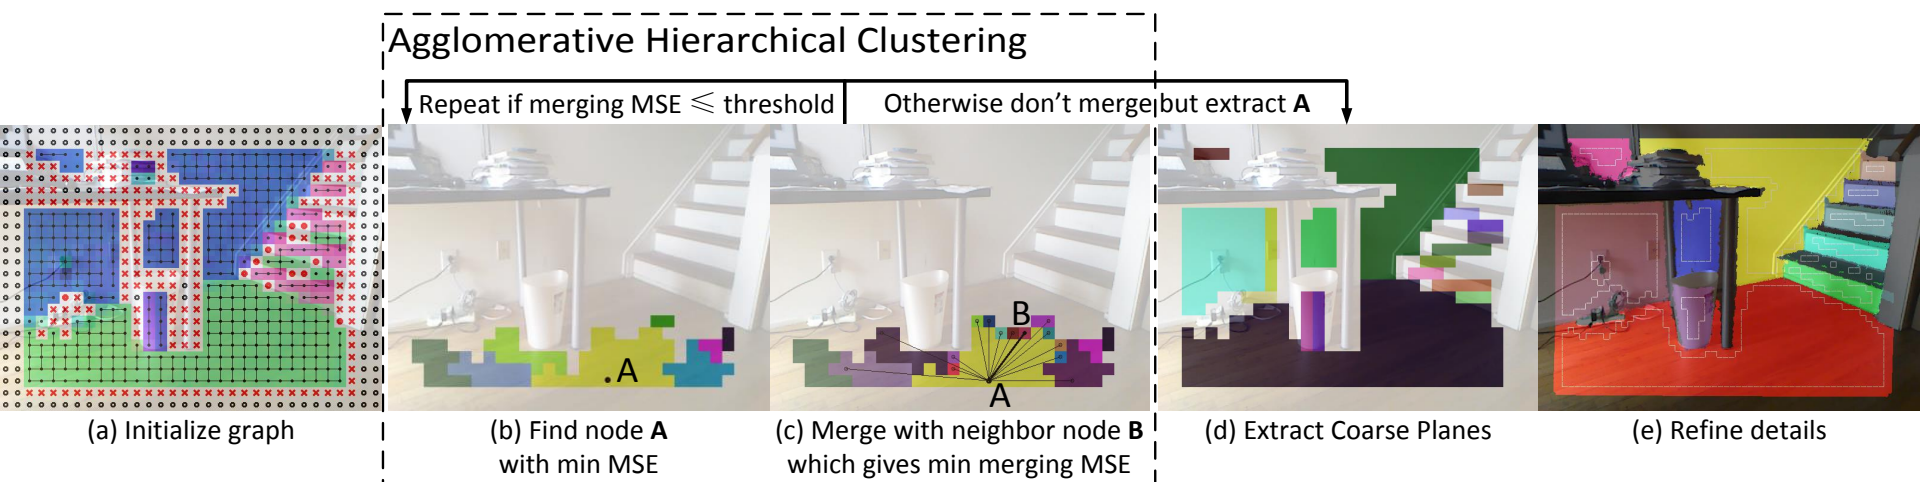 Agglomerative Hierarchical Clustering
Repeat if merging MSE ⩽ threshold
Otherwise don't merge but extract A
A
B
A
(a) Initialize graph
(b) Find node A
with min MSE
(c) Merge with neighbor node B
which gives min merging MSE
(d) Extract Coarse Planes
(e) Refine details